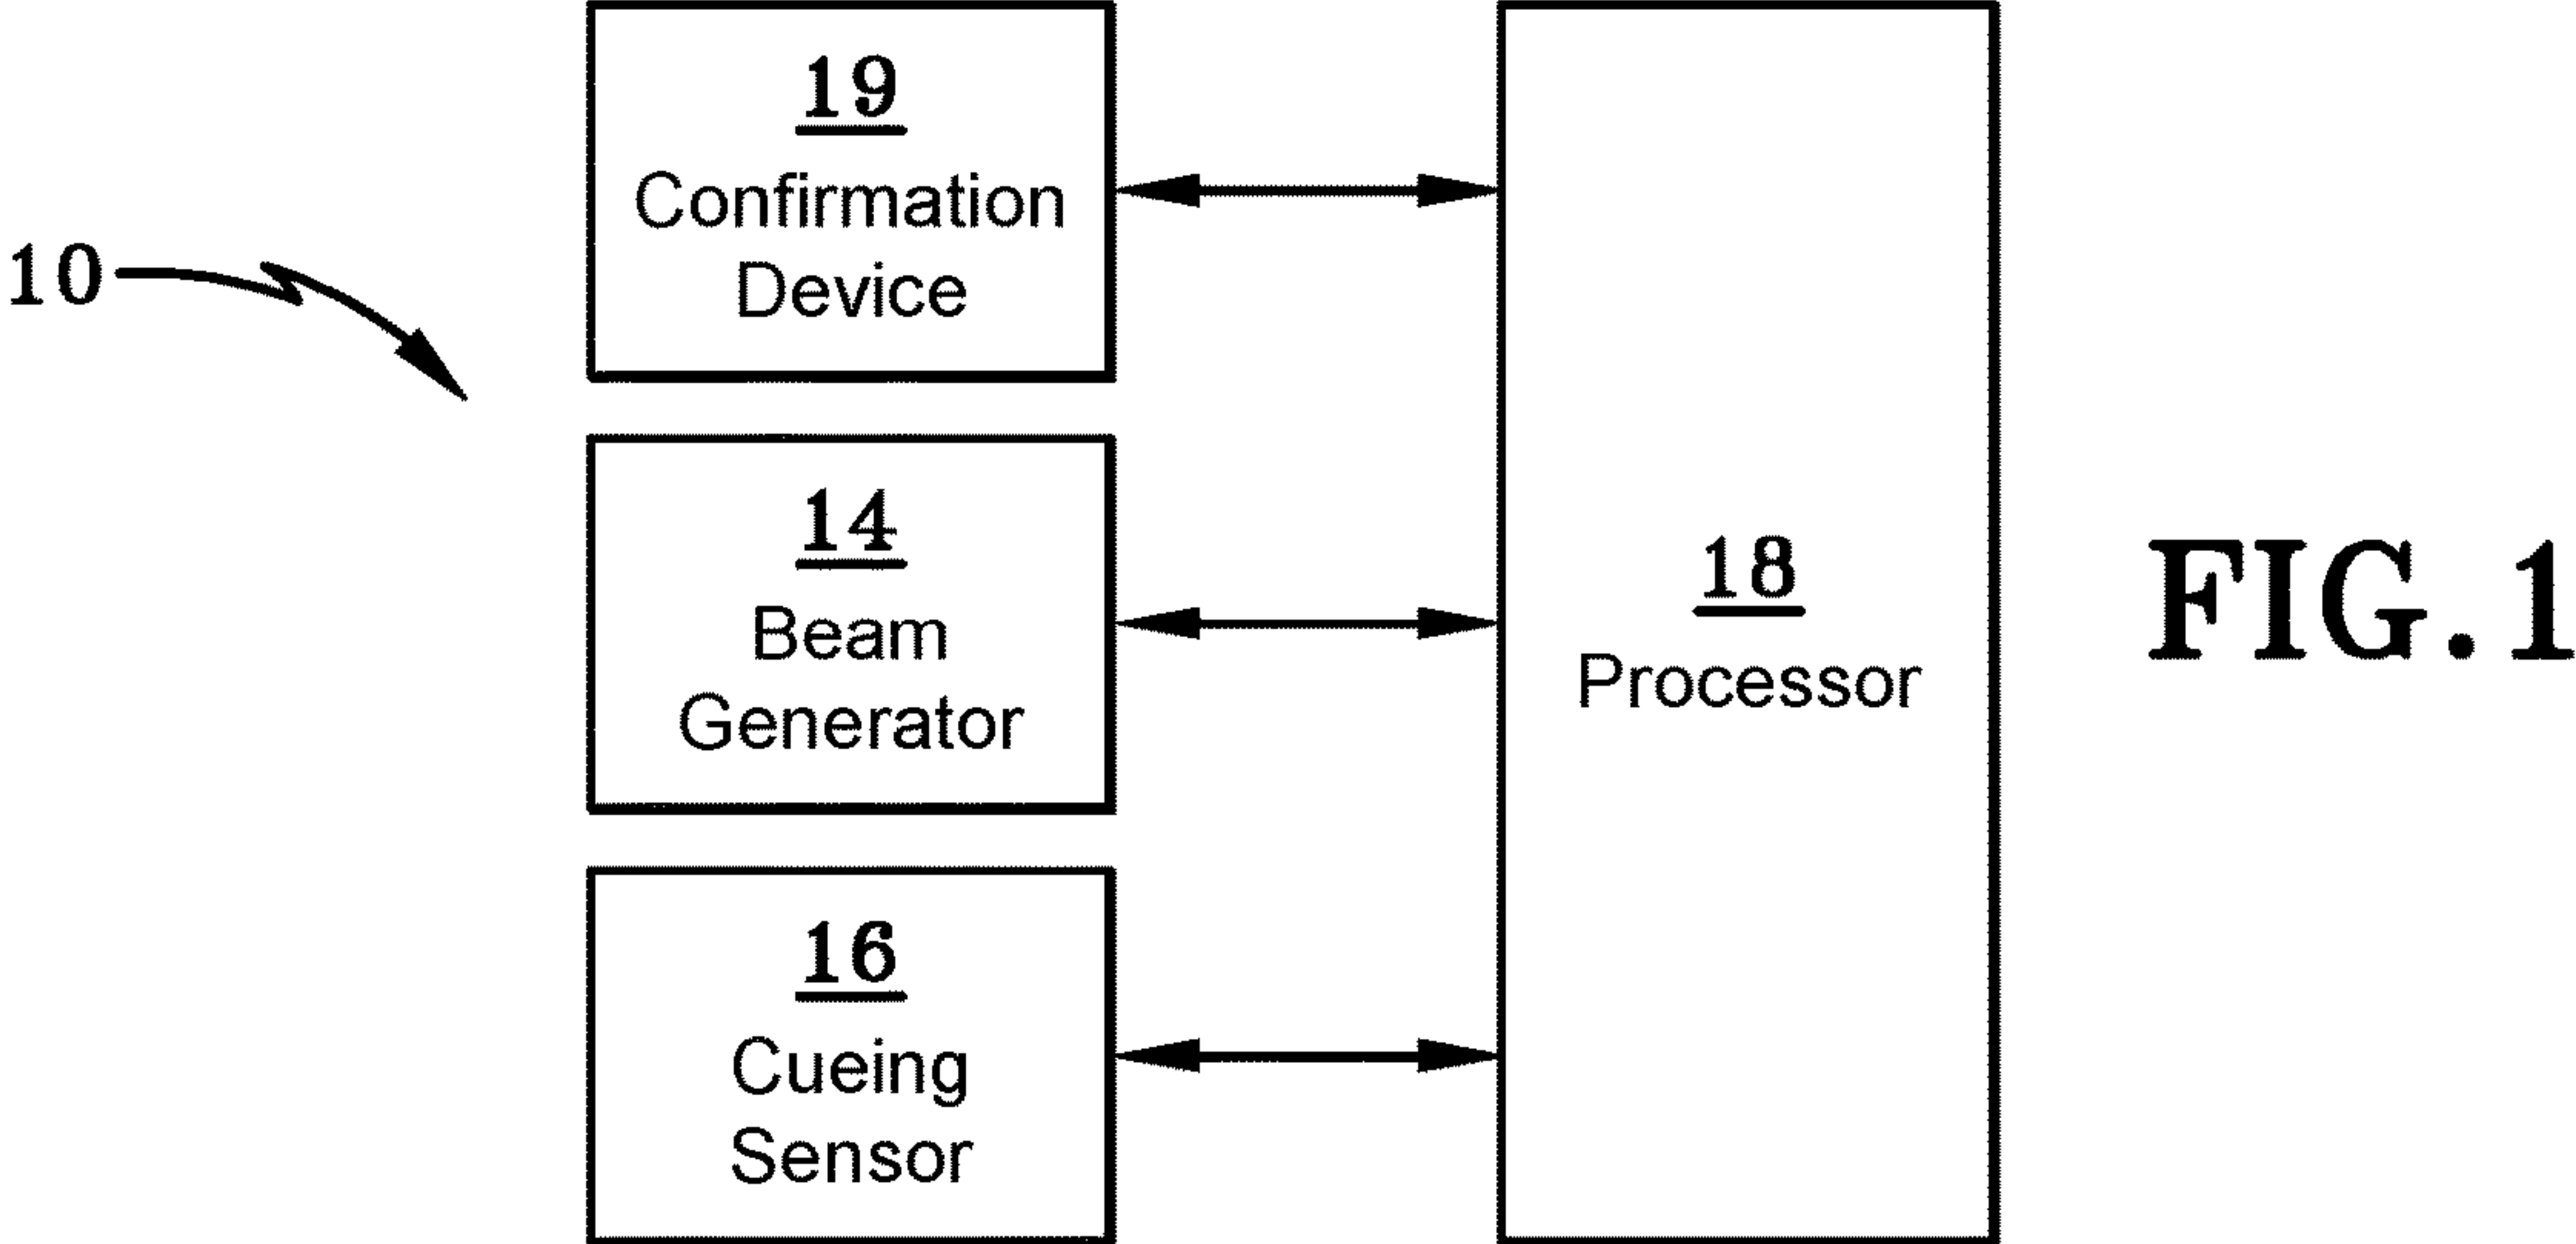 10
19
Confirmation
Device
14
Beam
Generator
16
Cueing
Sensor
18
Processor
FIG.1